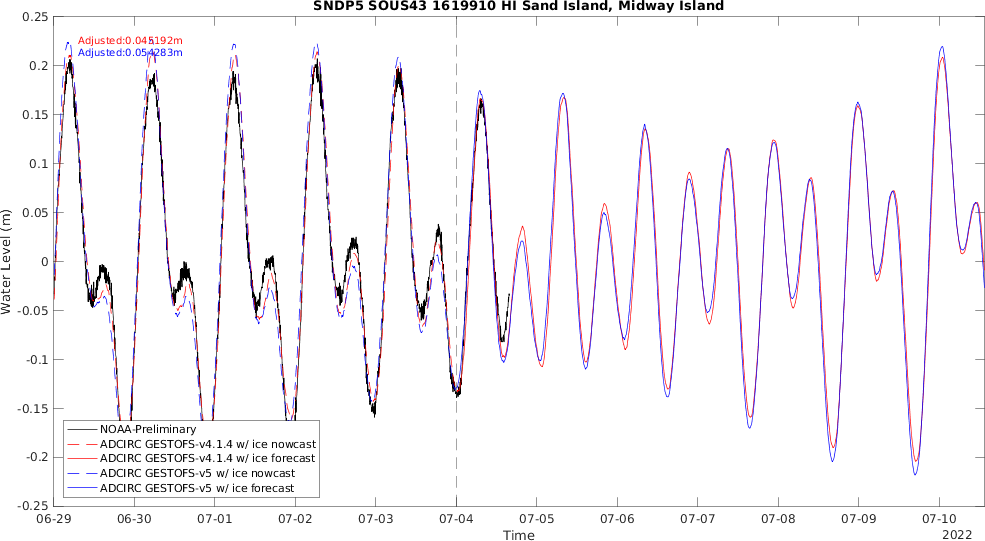 SNDP5 SOUS43 1619910 HI Sand Island, Midway Island
Adjusted:0.045192m
Adjusted:0.054283m
0.25
0.2
0.15
0.1
0.05
0
-0.05
-0.1
-0.15
-0.2
-0.25
Water Level (m)
NOAA-Preliminary
ADCIRC GESTOFS-v4.1.4 w/ ice nowcast
ADCIRC GESTOFS-v4.1.4 w/ ice forecast
ADCIRC GESTOFS-v5 w/ ice nowcast
ADCIRC GESTOFS-v5 w/ ice forecast
06-29 06-30 07-01 07-02 07-03 07-04 07-05 07-06 07-07 07-08 07-09 07-10
Time
2022